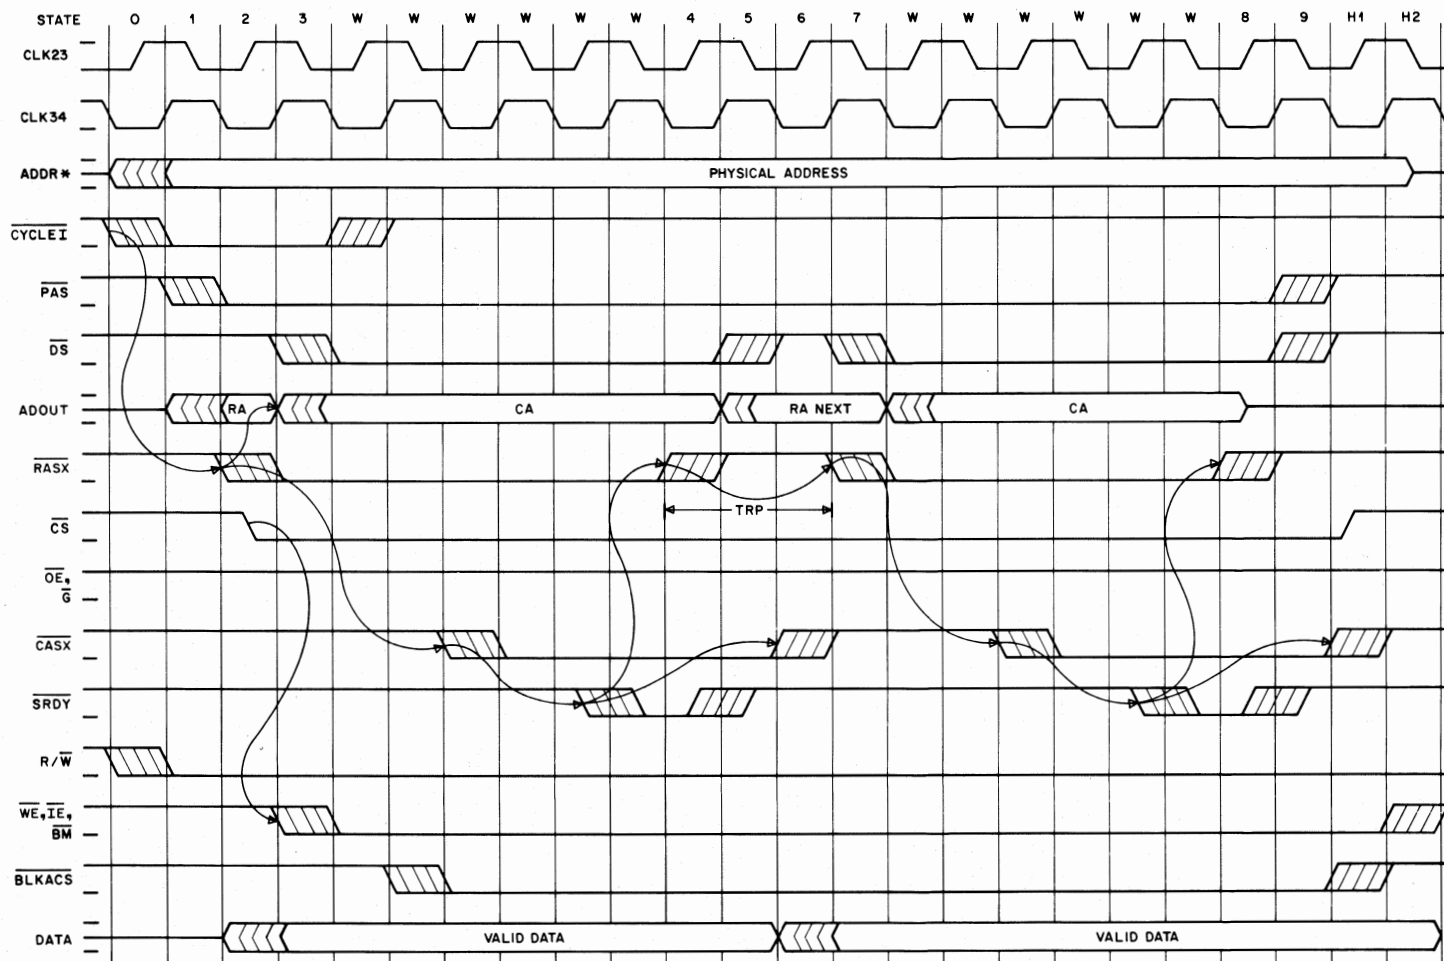 STATE 0 1 2 3 W W W W W W 4 5 6 7 W W W W W W 8 9 H1 H2
CLK23
CLK34
ADDR* PHYSICAL ADDRESS
CYCLEI
PAS
DS
ADOUT RA CA RA NEXT CA
RASX
TRP
CS
OE,
G
CASX
SRDY
R/W
WE,IE,
BM
BLKACS
DATA VALID DATA VALID DATA